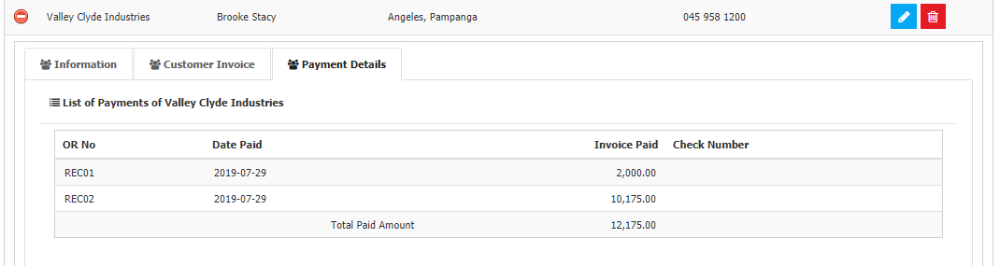 Valley Clyde Industries Brooke Stacy Angeles, Pampanga 045 958 1200
Information Customer Invoice Payment Details
List of Payments of Valley Clyde Industries
OR No Date Paid Invoice Paid Check Number
REC01 2019-07-29 2,000.00
REC02 2019-07-29 10,175.00
Total Paid Amount 12,175.00